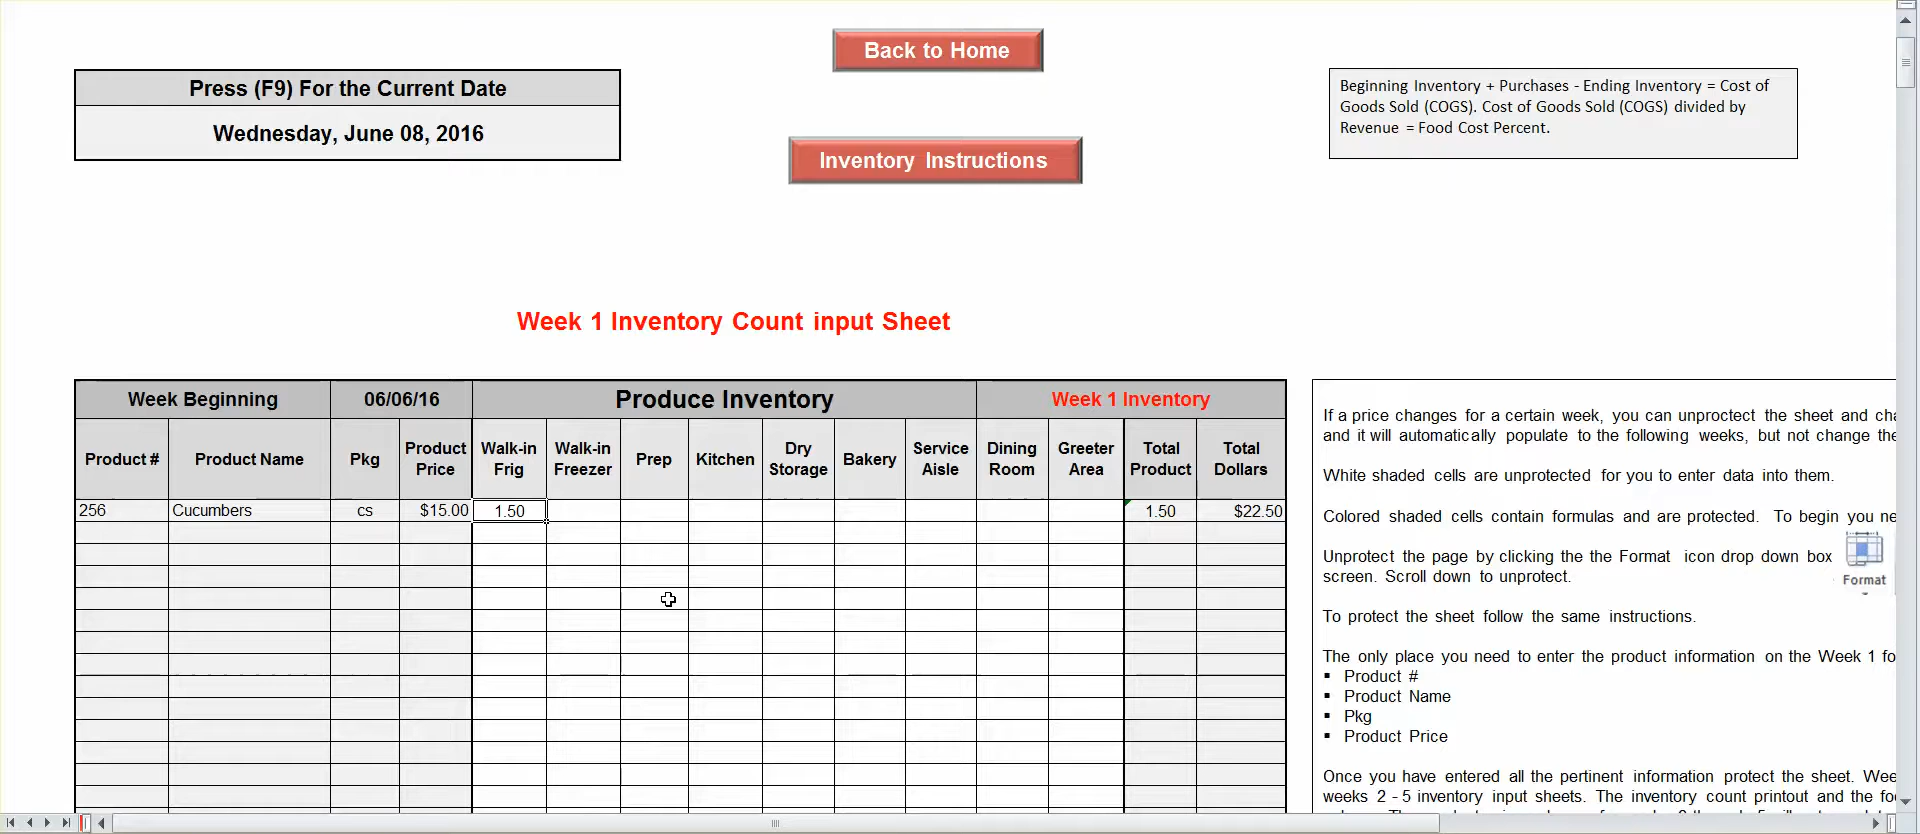 Back to Home
Press (F9) For the Current Date
Wednesday, June 08, 2016
Inventory Instructions
Beginning Inventory + Purchases - Ending Inventory = Cost of
Goods Sold (COGS). Cost of Goods Sold (COGS) divided by
Revenue = Food Cost Percent.
Week 1 Inventory Count input Sheet
Week Beginning 06/06/16 Produce Inventory Week 1 Inventory
Product # Product Name Pkg Product Price Walk-in Frig Walk-in Freezer Prep Kitchen Dry Storage Bakery Service Aisle Dining Room Greeter Area Total Product Total Dollars
256 Cucumbers cs $15.00 1.50 1.50 $22.50
If a price changes for a certain week, you can unproctect the sheet and
and it will automatically populate to the following weeks, but not change
White shaded cells are unprotected for you to enter data into them.
Colored shaded cells contain formulas and are protected. To begin you
Unprotect the page by clicking the the Format icon drop down box
screen. Scroll down to unprotect.
Format
To protect the sheet follow the same instructions.
The only place you need to enter the product information on the Week 1
▪ Product #
▪ Product Name
▪ Pkg
▪ Product Price
Once you have entered all the pertinent information protect the sheet.
weeks 2 - 5 inventory input sheets. The inventory count printout and the